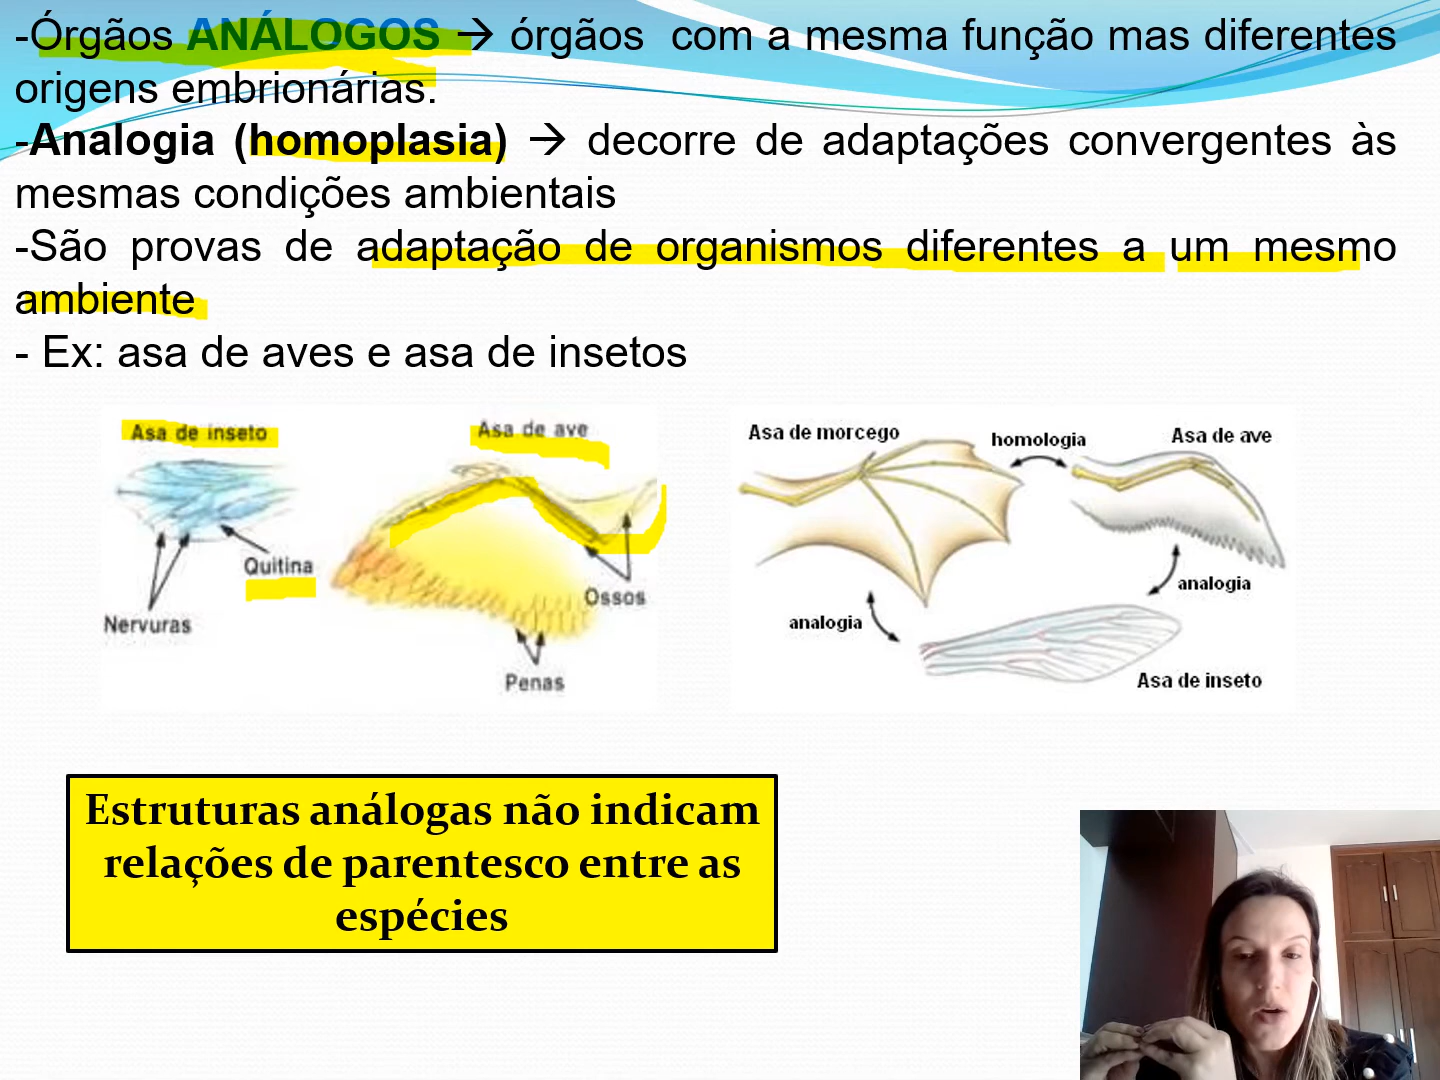 -Órgãos ANÁLOGOS → órgãos com a mesma função mas diferentes
origens embrionárias.
-Analogia (homoplasia) → decorre de adaptações convergentes às
mesmas condições ambientais
-São provas de adaptação de organismos diferentes a um mesmo
ambiente
- Ex: asa de aves e asa de insetos
Asa de inseto
Asa de ave
Quitina
Nervuras
Ossos
Penas
Asa de morcego
homologia
Asa de ave
analogia
analogia
Asa de inseto
Estruturas análogas não indicam
relações de parentesco entre as
espécies